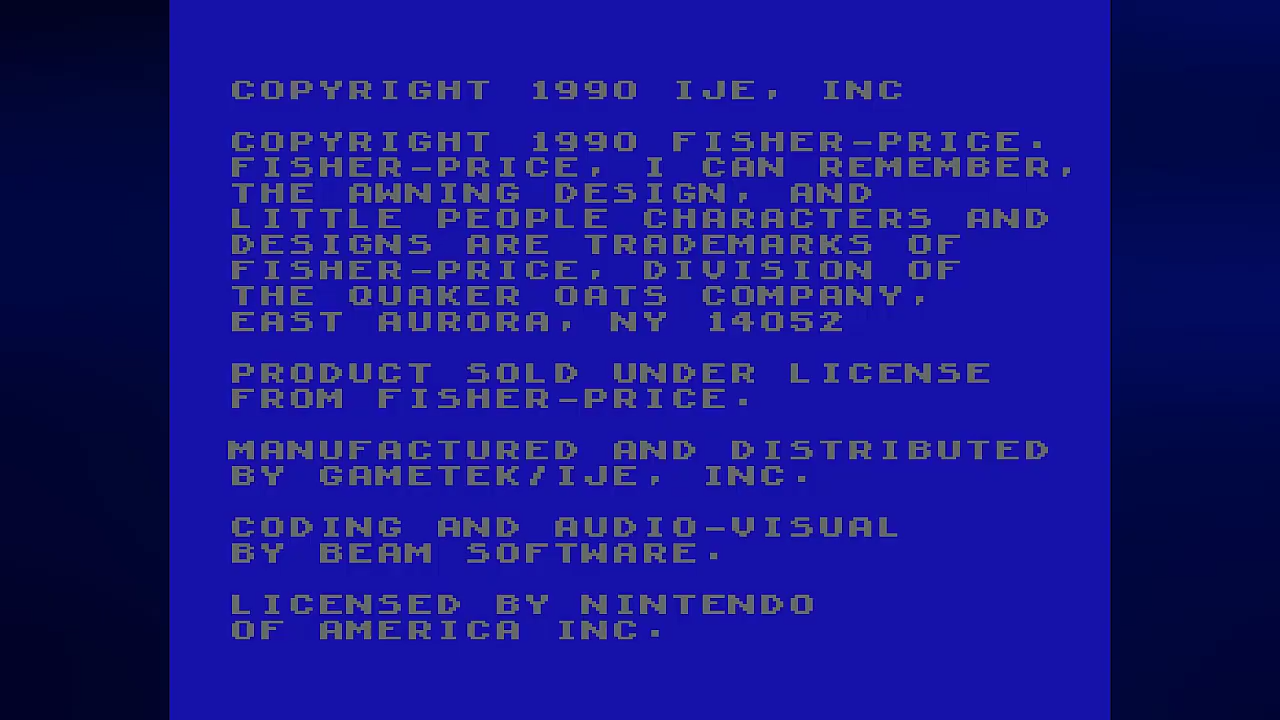 COPYRIGHT 1990 IJE, INC
COPYRIGHT 1990 FISHER-PRICE.
FISHER-PRICE, I CAN REMEMBER,
THE AWNING DESIGN, AND
LITTLE PEOPLE CHARACTERS AND
DESIGNS ARE TRADEMARKS OF
FISHER-PRICE, DIVISION OF
THE QUAKER OATS COMPANY,
EAST AURORA, NY 14052
PRODUCT SOLD UNDER LICENSE
FROM FISHER-PRICE.
MANUFACTURED AND DISTRIBUTED
BY GAMETEK/IJE, INC.
CODING AND AUDIO-VISUAL
BY BEAM SOFTWARE.
LICENSED BY NINTENDO
OF AMERICA INC.